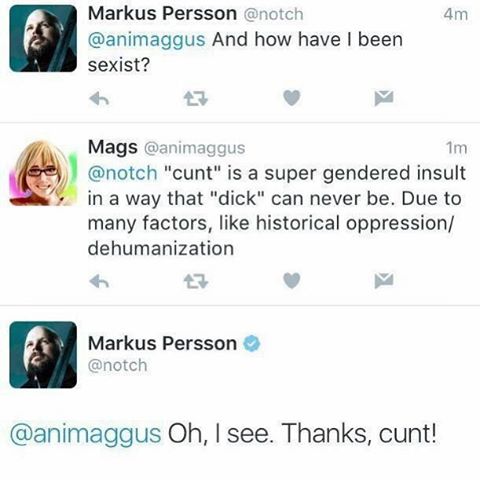 Markus Persson @notch 4m
@animaggus And how have I been
sexist?
Mags @animaggus 1m
@notch "cunt" is a super gendered insult
in a way that "dick" can never be. Due to
many factors, like historical oppression/
dehumanization
Markus Persson
@notch
@animaggus Oh, I see. Thanks, cunt!